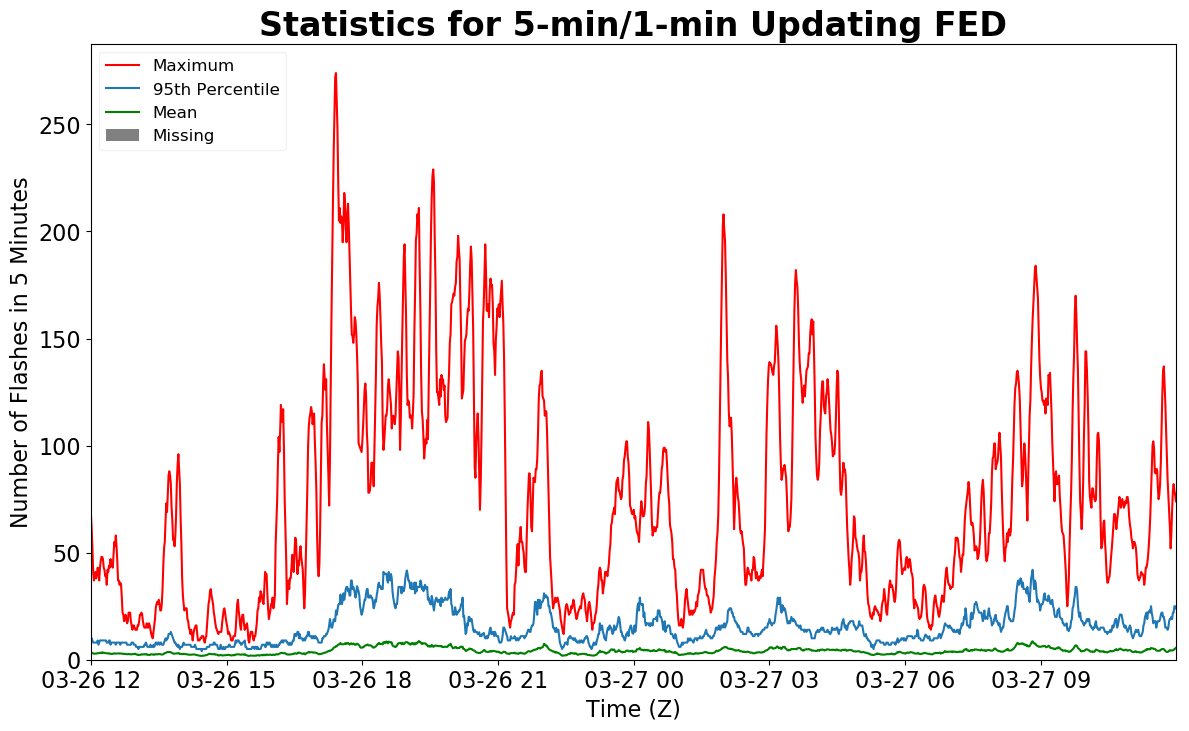 Statistics for 5-min/1-min Updating FED
Maximum
95th Percentile
Mean
Missing
Number of Flashes in 5 Minutes
250
200
150
100
50
0
03-26 12 03-26 15 03-26 18 03-26 21 03-27 00 03-27 03 03-27 06 03-27 09
Time (Z)